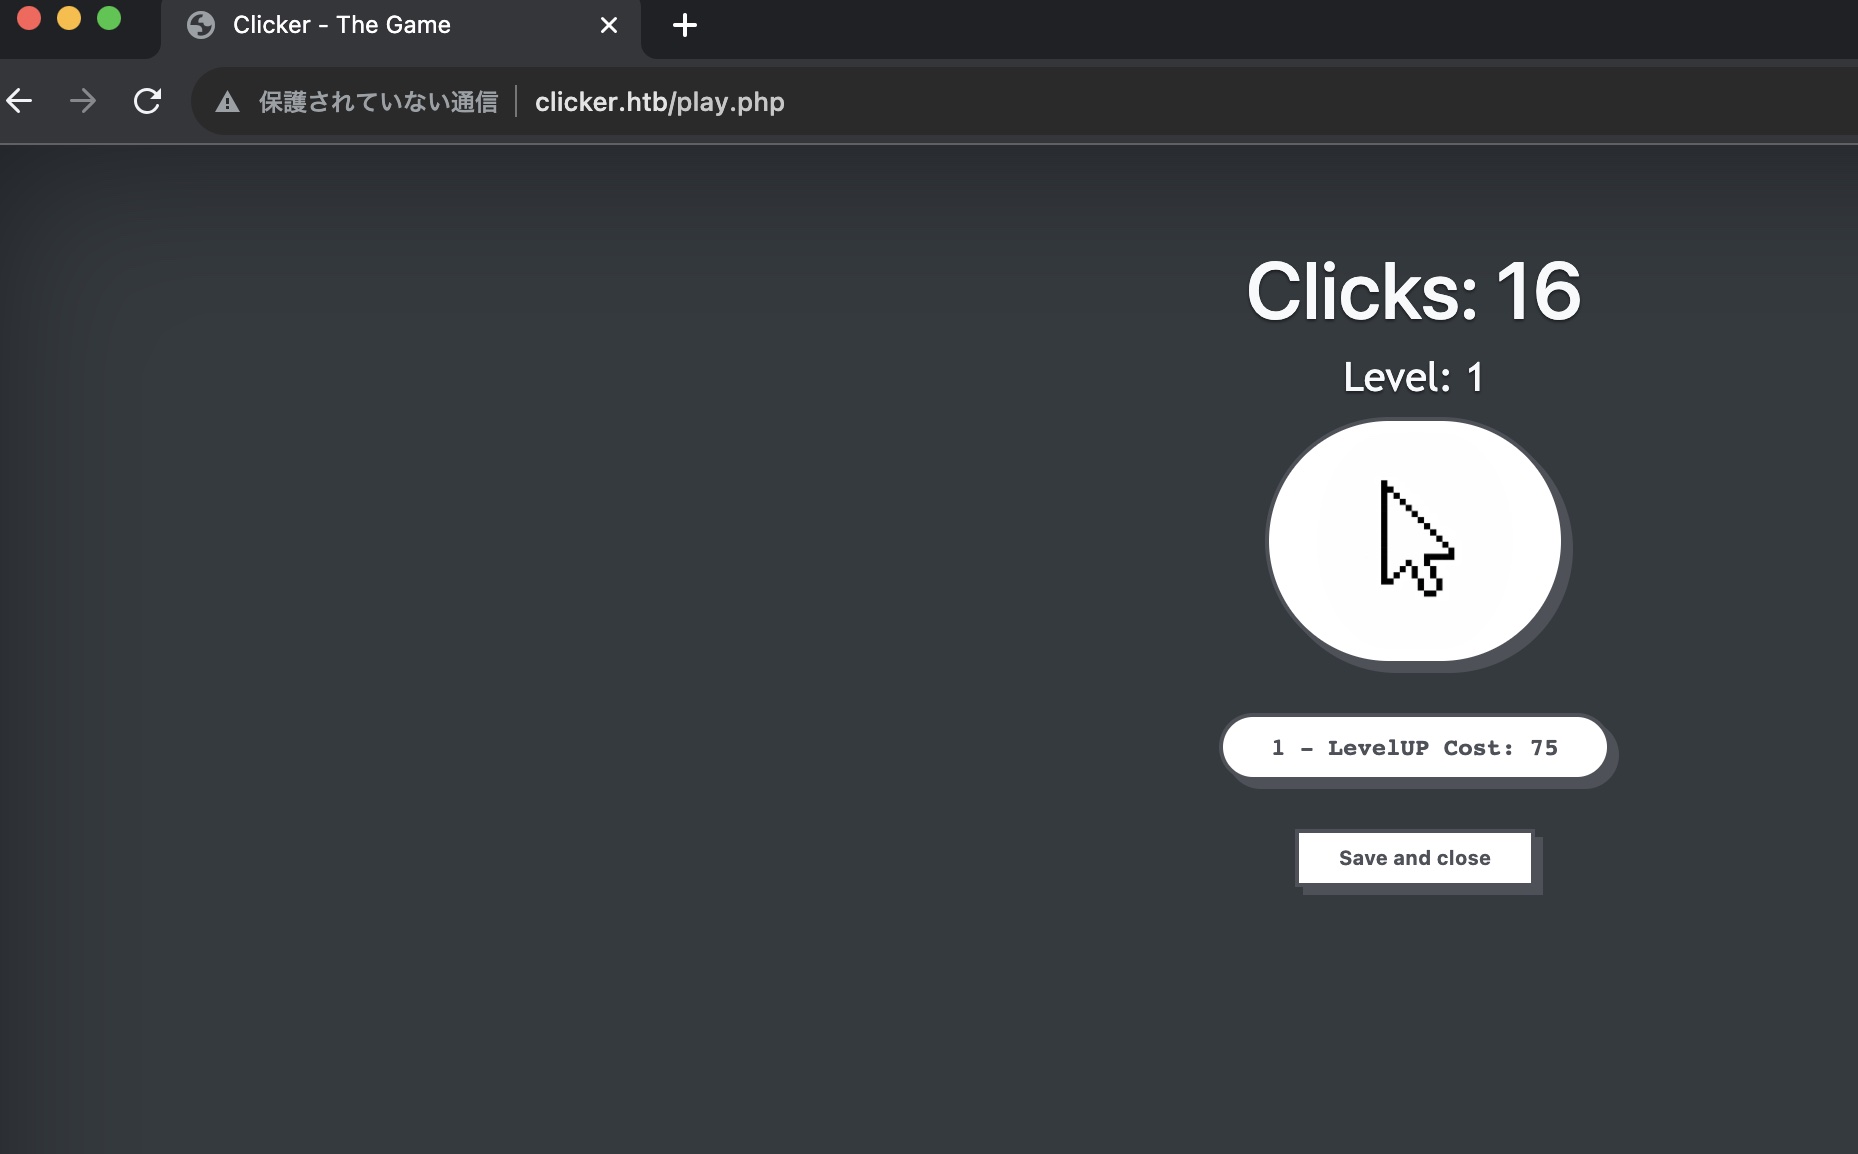 Clicker - The Game
保護されていない通信 clicker.htb/play.php
Clicks: 16
Level: 1
1 - LevelUP Cost: 75
Save and close